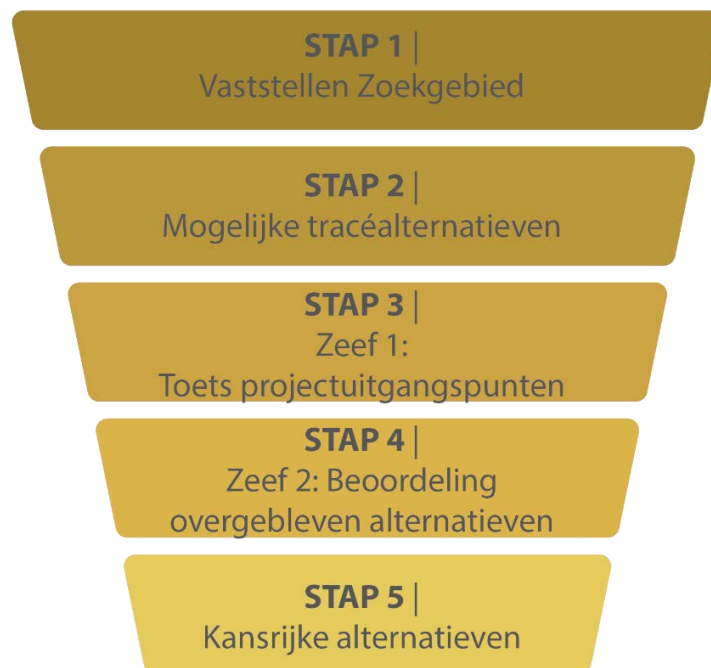 STAP 1 |
Vaststellen Zoekgebied
STAP 2 |
Mogelijke tracéalternatieven
STAP 3 |
Zeef 1:
Toets projectuitgangspunten
STAP 4 |
Zeef 2: Beoordeling
overgebleven alternatieven
STAP 5 |
Kansrijke alternatieven